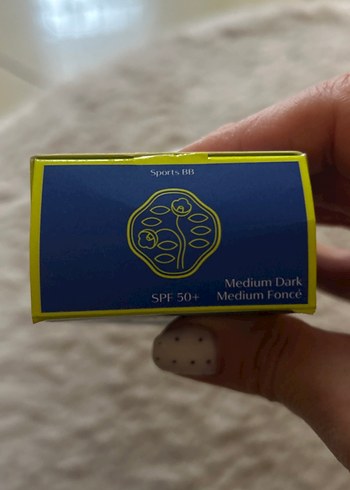 Sports BB
SPF 50+
Medium Dark
Medium Foncé